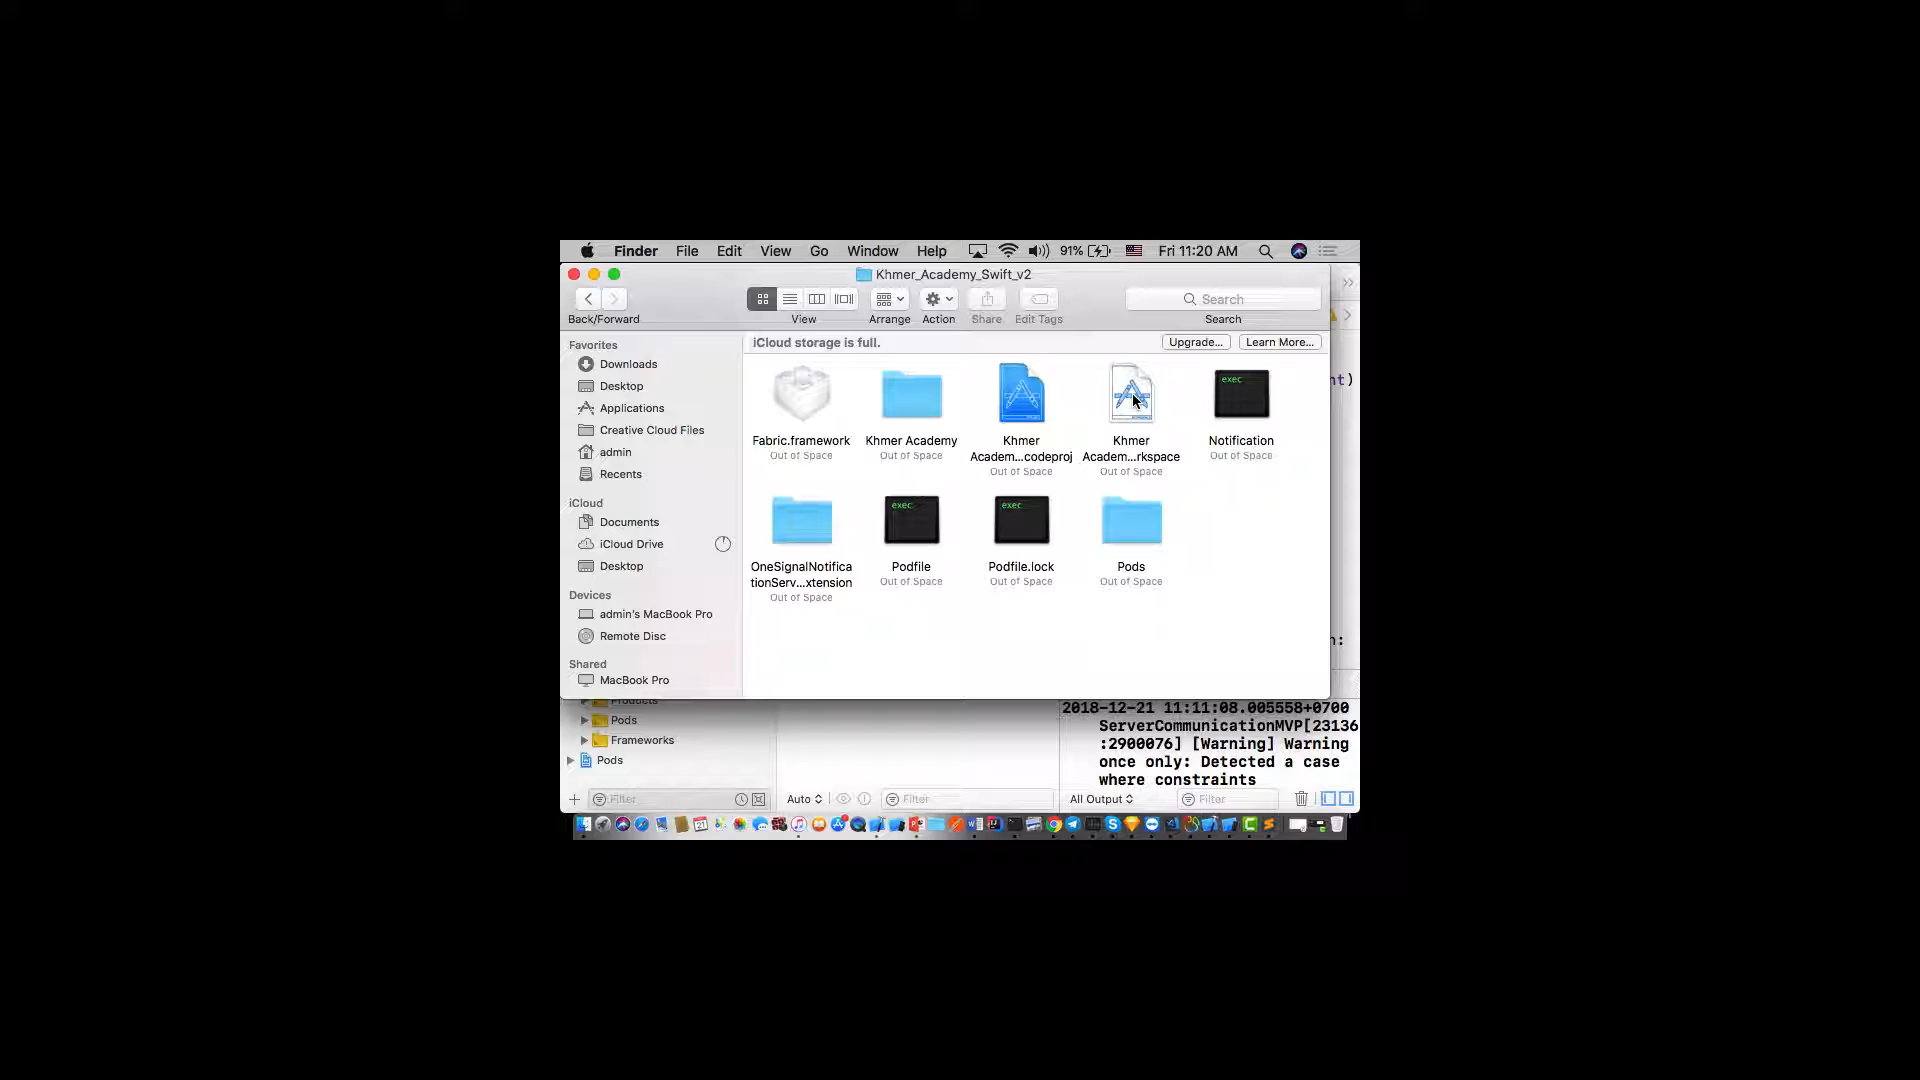 Finder File Edit View Go Window Help 91% Fri 11:20 AM
Khmer_Academy_Swift_v2
Search
Back/Forward View Arrange Action Share Edit Tags Search
iCloud storage is full. Upgrade... Learn More...
Favorites
Downloads
Desktop
Applications
Creative Cloud Files
admin
Recents
iCloud
Documents
iCloud Drive
Desktop
Devices
admin's MacBook Pro
Remote Disc
Shared
MacBook Pro
Fabric.framework
Out of Space
Khmer Academy
Out of Space
Khmer
Academ...codeproj
Out of Space
Khmer
Academ...rkspace
Out of Space
exec
Notification
Out of Space
OneSignalNotifica
tionServ...xtension
Out of Space
exec
Podfile
Out of Space
exec
Podfile.lock
Out of Space
Pods
Out of Space
nt)
n:
Products
Pods
Frameworks
Pods
2018-12-21 11:11:08.005558+0700
ServerCommunicationMVP[23136
:2900076] [Warning] Warning
once only: Detected a case
where constraints
Filter Auto Filter All Output Filter
21